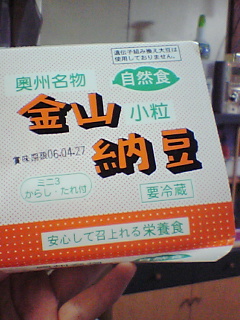 遺伝子組み換え大豆は
使用しておりません。
奥州名物
自然食
金山
小粒
賞味期限06-04-27
納豆
ミニ3
からし・たれ付
要冷蔵
安心して召上れる栄養食